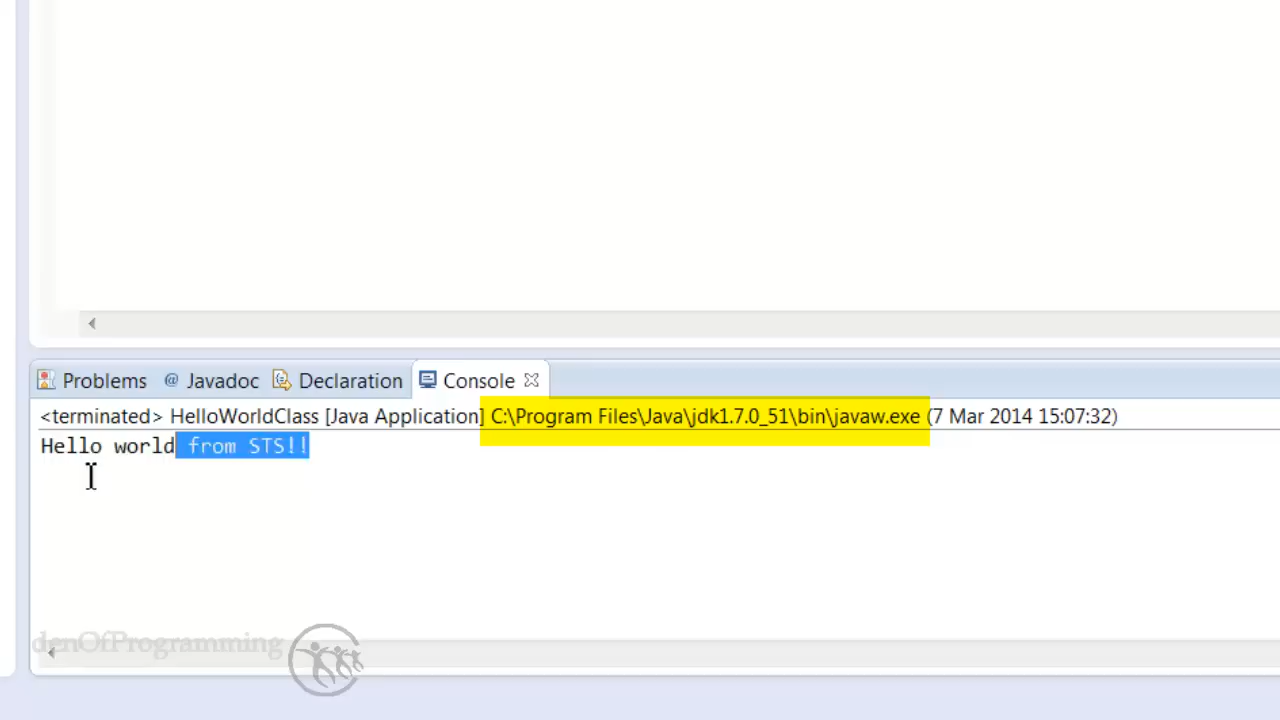 @ Problems Javadoc Declaration Console
<terminated> HelloWorldClass [Java Application] C:\Program Files\Java\jdk1.7.0_51\bin\javaw.exe (7 Mar 2014 15:07:32)
Hello world from STS!!
denOfProgramming